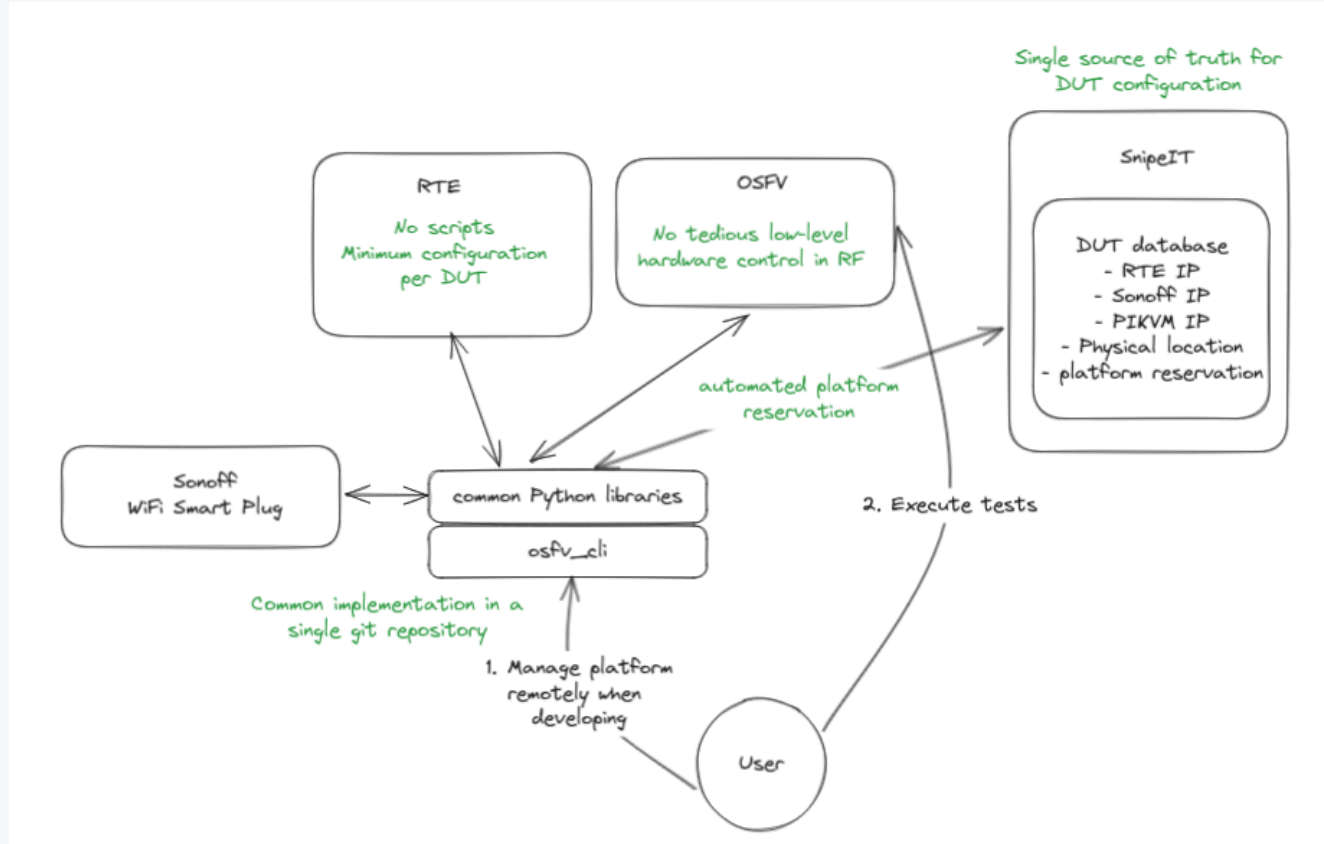 Single source of truth for
DUT configuration
SnipeIT
DUT database
- RTE IP
- Sonoff IP
- PIKVM IP
- Physical location
- platform reservation
RTE
No scripts
Minimum configuration
per DUT
OSFV
No tedious low-level
hardware control in RF
automated platform
reservation
Sonoff
WiFi Smart Plug
common Python libraries
osfv_cli
2. Execute tests
Common implementation in a
single git repository
1. Manage platform
remotely when
developing
User